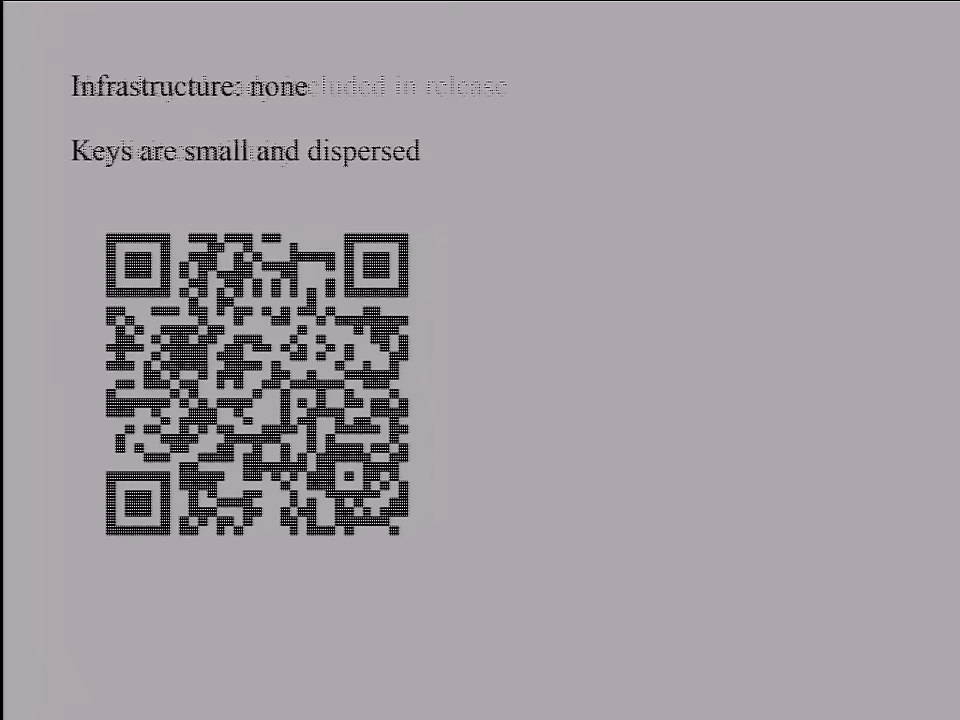 Infrastructure: none
Keys are small and dispersed